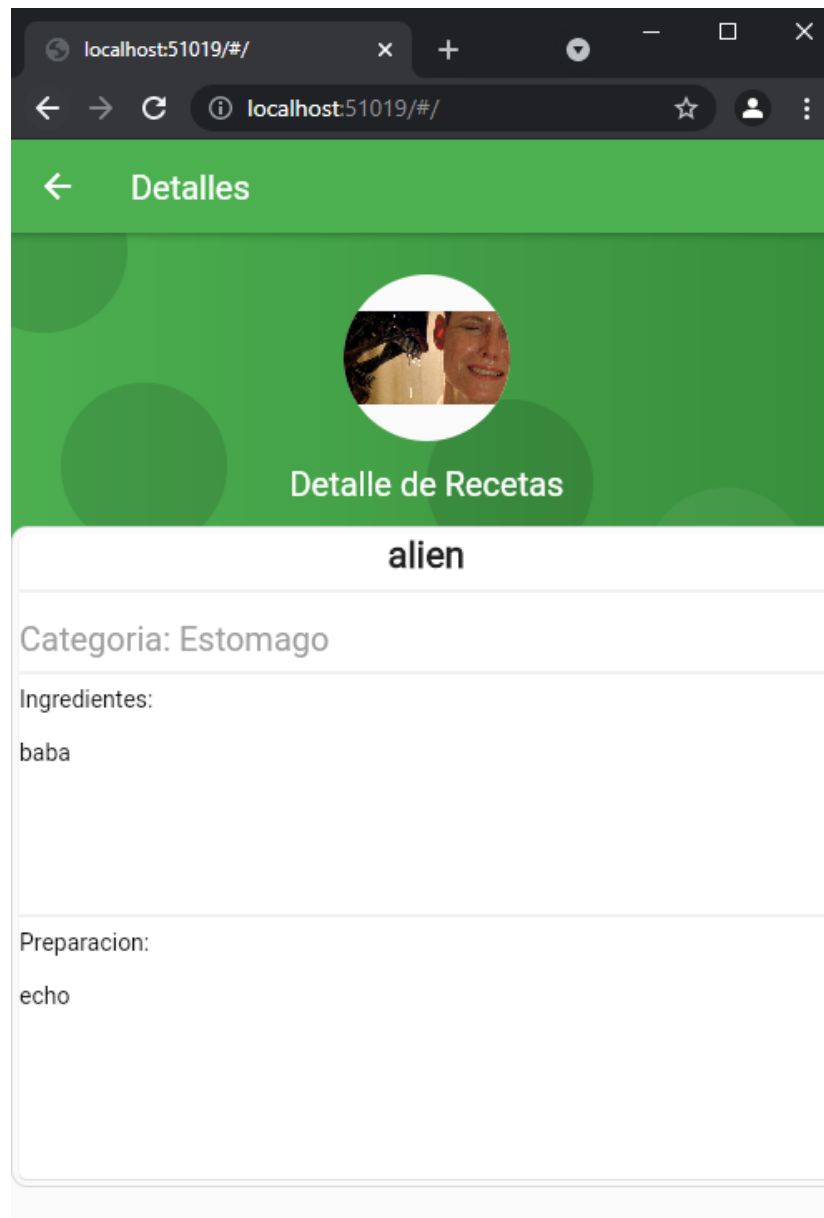 localhost:51019/#/
localhost:51019/#/
Detalles
Detalle de Recetas
alien
Categoria: Estomago
Ingredientes:
baba
Preparacion:
echo